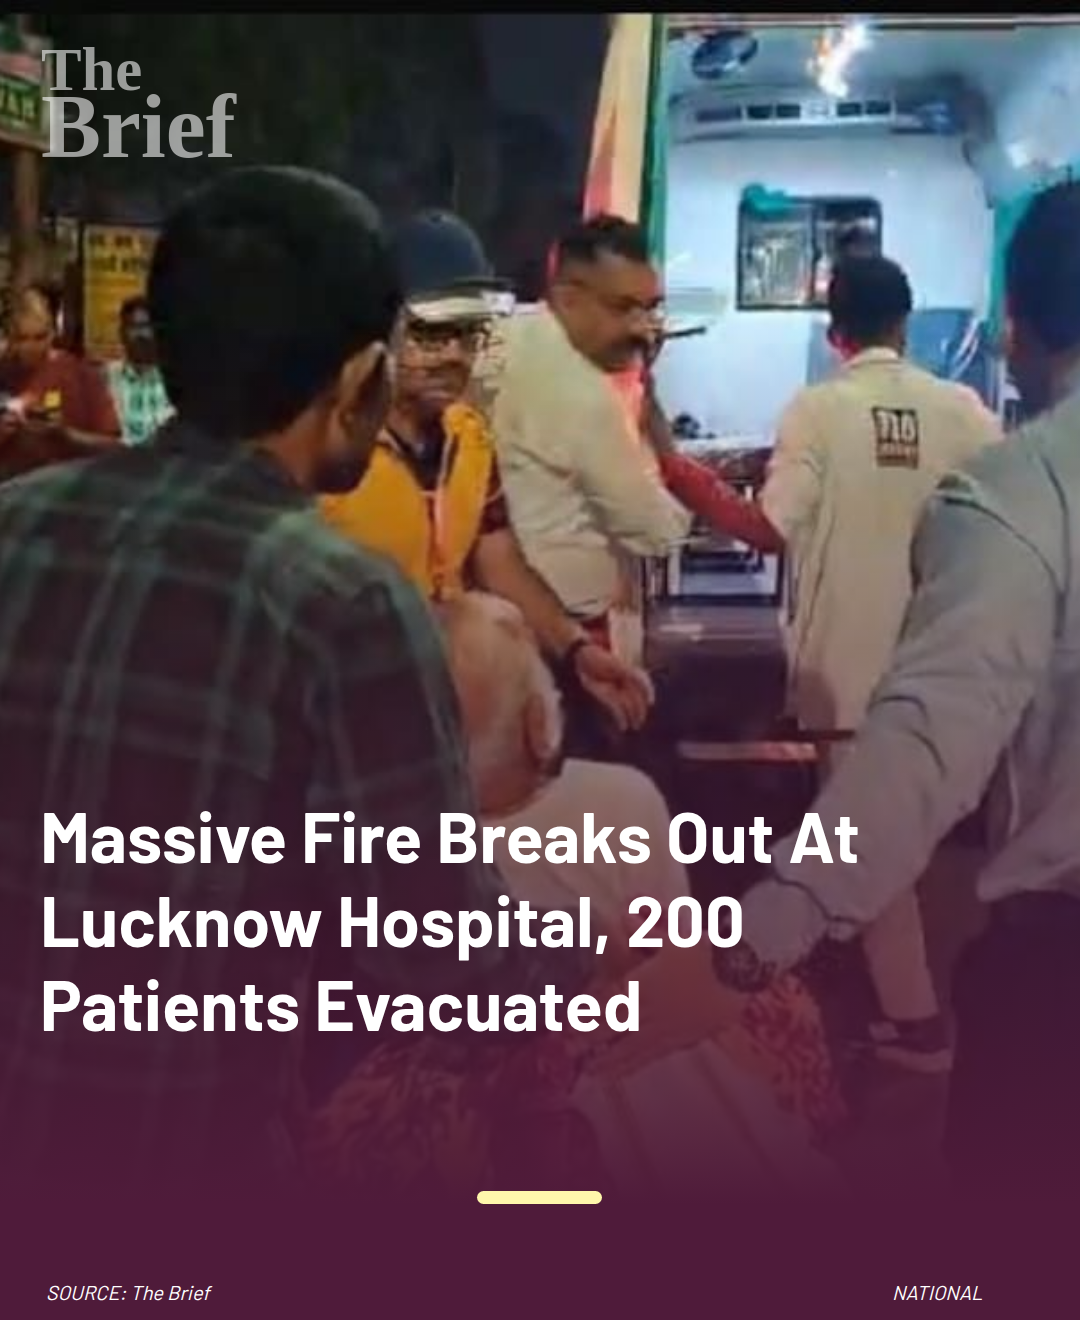 The
Brief
Massive Fire Breaks Out At
Lucknow Hospital, 200
Patients Evacuated
SOURCE: The Brief
NATIONAL